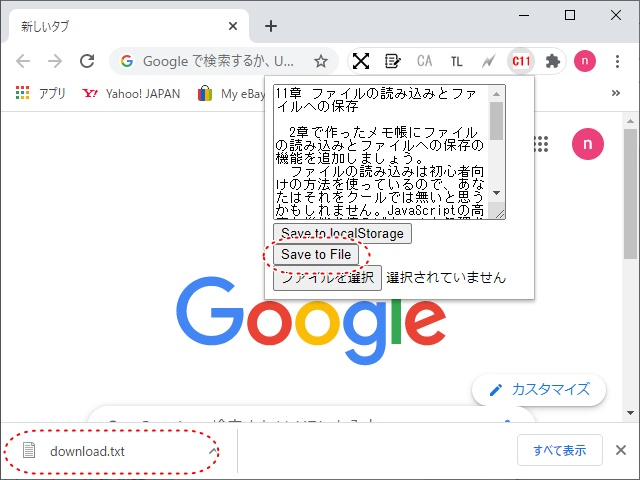 新しいタブ
Google で検索するか、U...
CA
TL
C11
n
アプリ
Yahoo! JAPAN
My eBay
»
11章 ファイルの読み込みとファ
イルへの保存
2章で作ったメモ帳にファイル
の読み込みとファイルへの保存の
機能を追加しましょう。
ファイルの読み込みは初心者向
けの方法を使っているので、あな
たはそれをクールでは無いと思う
かもしれません。JavaScriptの高
n
Save to localStorage
Save to File
ファイルを選択 選択されていません
Google
カスタマイズ
download.txt
すべて表示